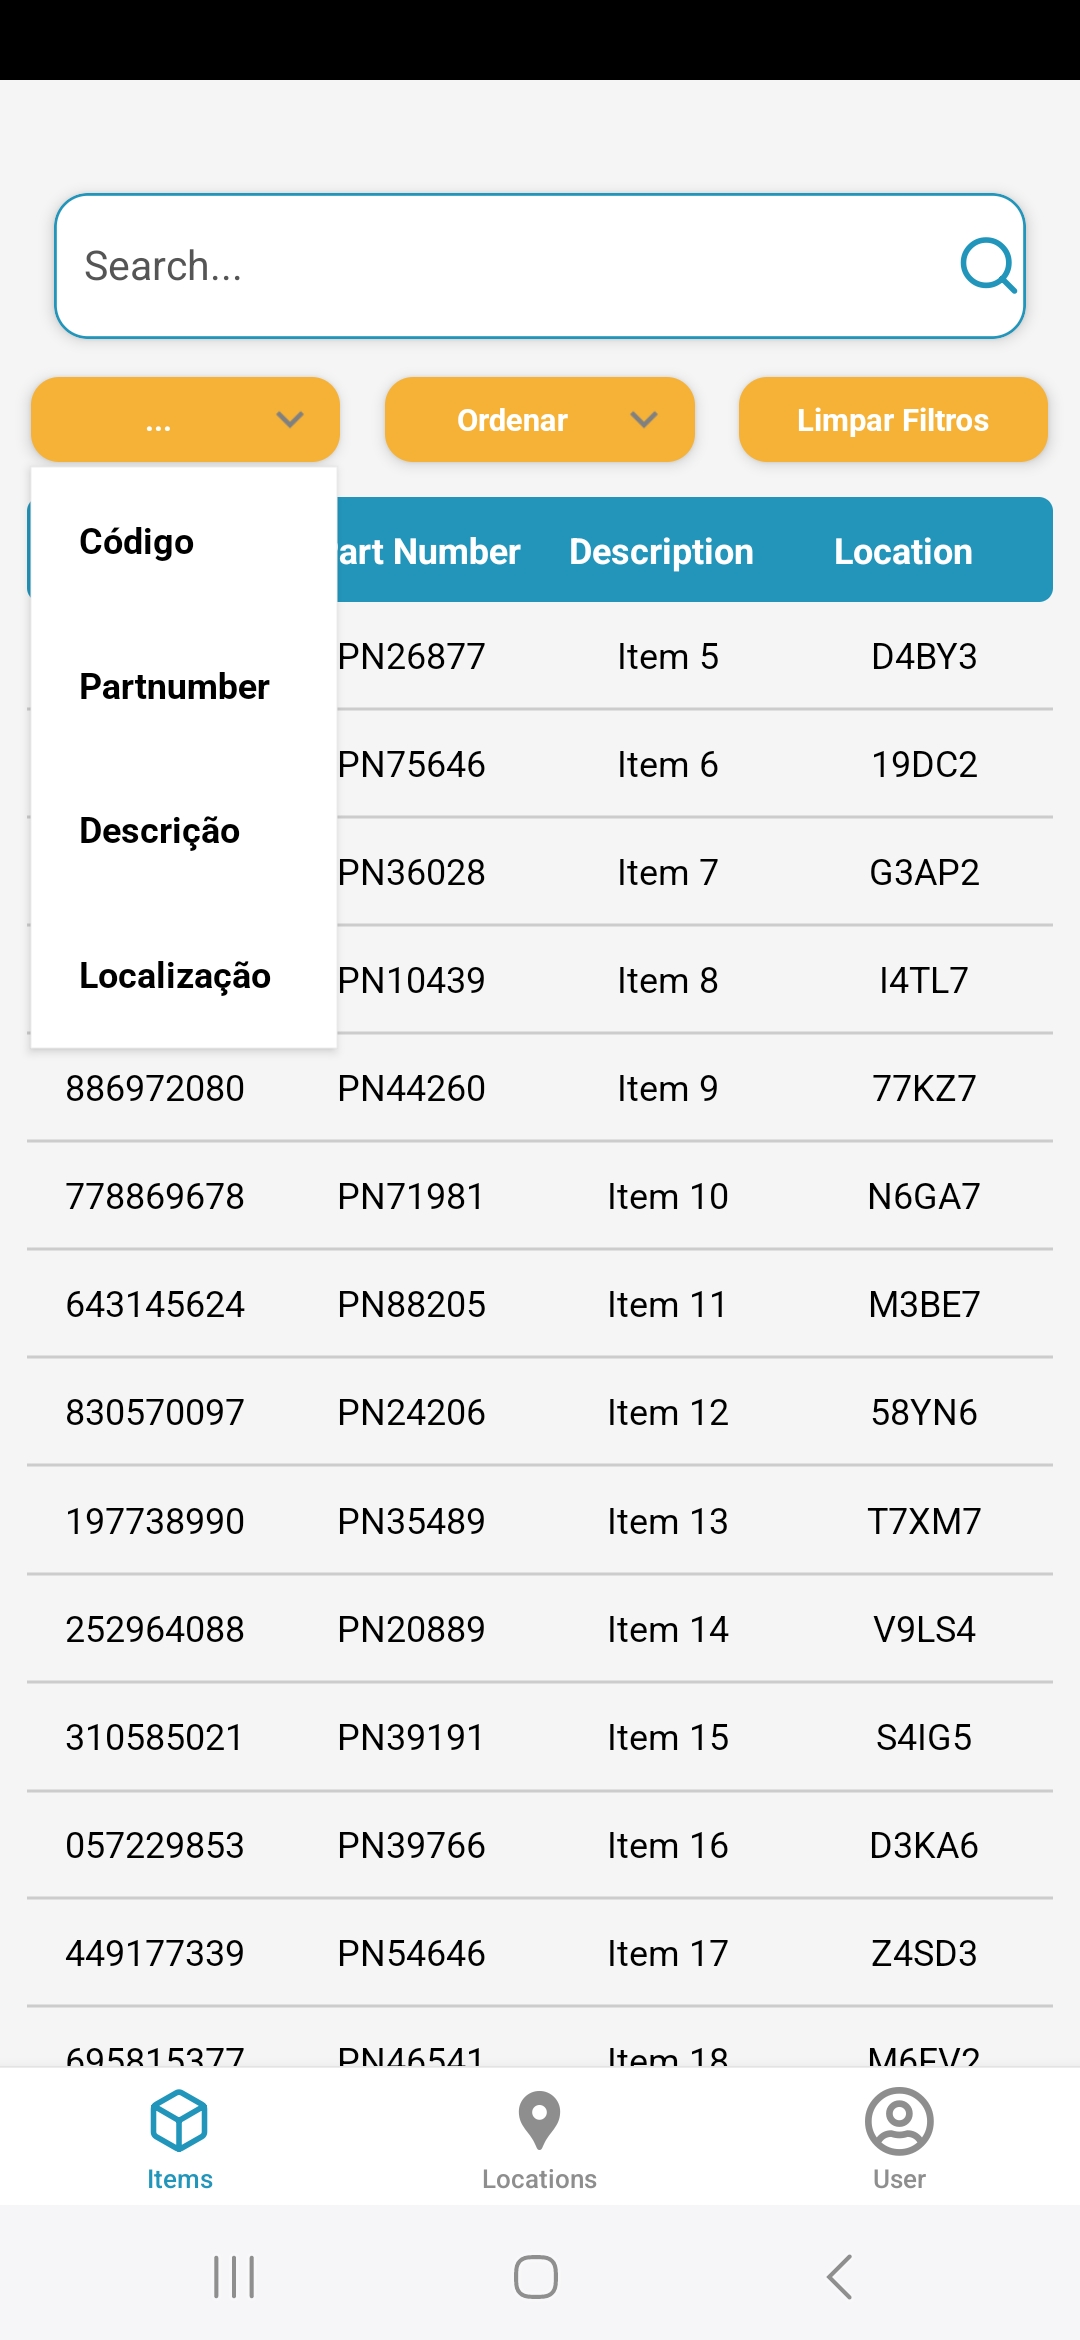 Search...
... Ordenar Limpar Filtros
Código
art Number Description Location
PN26877 Item 5 D4BY3
Partnumber
PN75646 Item 6 19DC2
Descrição
PN36028 Item 7 G3AP2
Localização
PN10439 Item 8 I4TL7
886972080 PN44260 Item 9 77KZ7
778869678 PN71981 Item 10 N6GA7
643145624 PN88205 Item 11 M3BE7
830570097 PN24206 Item 12 58YN6
197738990 PN35489 Item 13 T7XM7
252964088 PN20889 Item 14 V9LS4
310585021 PN39191 Item 15 S4IG5
057229853 PN39766 Item 16 D3KA6
449177339 PN54646 Item 17 Z4SD3
695815377 PN46541 Item 18
Items Locations User